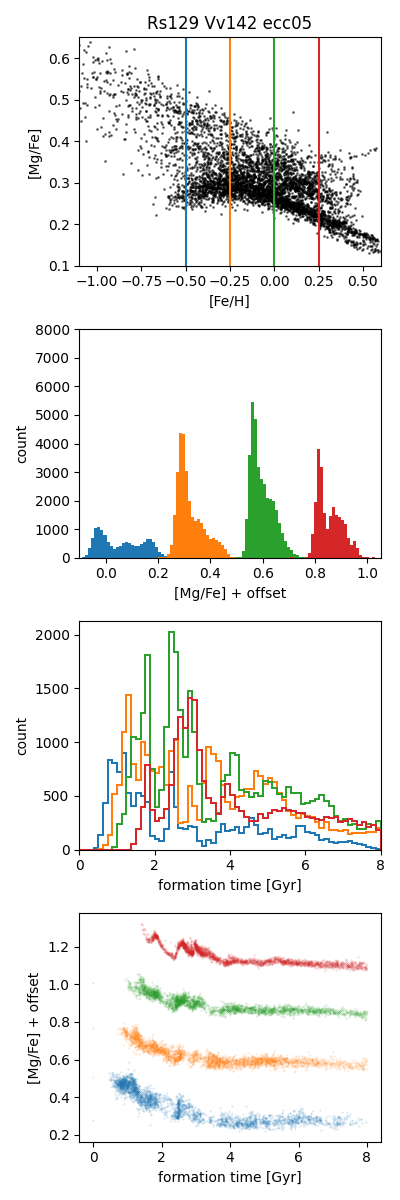 Rs129 Vv142 ecc05
0.6
0.5
0.4
0.3
0.2
0.1
[Mg/Fe]
−1.00 −0.75 −0.50 −0.25 0.00 0.25 0.50
[Fe/H]
8000
7000
6000
5000
4000
3000
2000
1000
0
count
0.0 0.2 0.4 0.6 0.8 1.0
[Mg/Fe] + offset
2000
1500
1000
500
0
count
0 2 4 6 8
formation time [Gyr]
1.2
1.0
0.8
0.6
0.4
0.2
[Mg/Fe] + offset
0 2 4 6 8
formation time [Gyr]